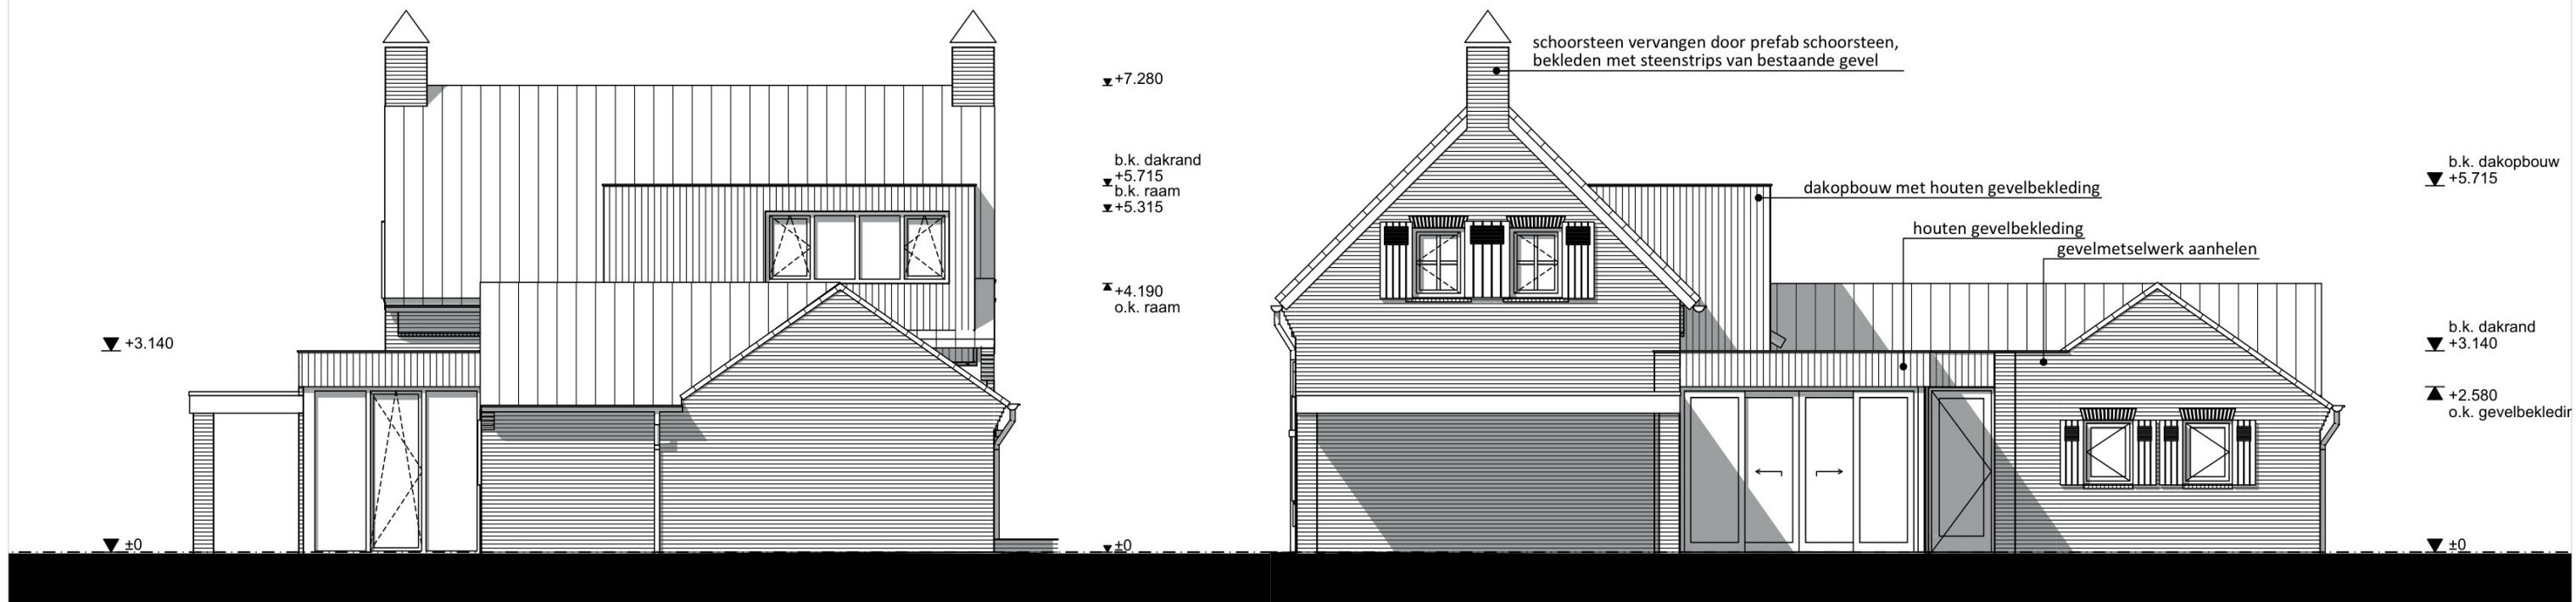 +3.140
±0
+7.280
b.k. dakrand
+5.715
b.k. raam
+5.315
+4.190
o.k. raam
±0
schoorsteen vervangen door prefab schoorsteen,
bekleden met steenstrips van bestaande gevel
dakopbouw met houten gevelbekleding
houten gevelbekleding
gevelmetselwerk aanhelen
b.k. dakopbouw
+5.715
b.k. dakrand
+3.140
+2.580
o.k. gevelbekledir
±0